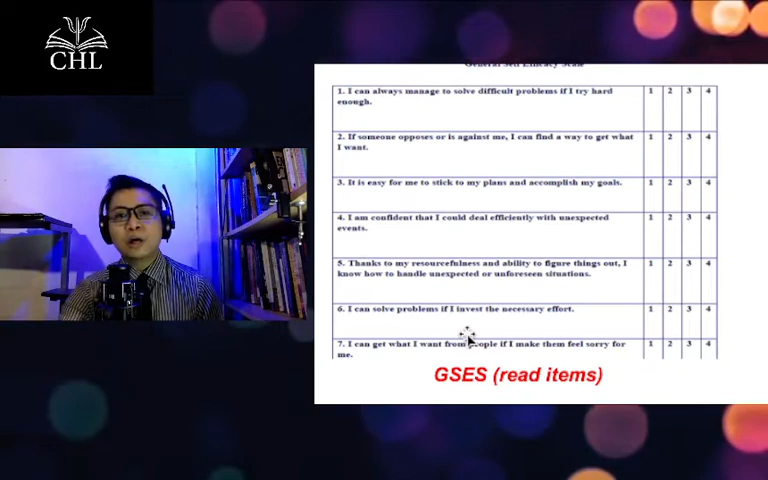 CHL
General Self Efficacy Scale
1. I can always manage to solve difficult problems if I try hard 1 2 3 4
enough.
2. If someone opposes or is against me, I can find a way to get what 1 2 3 4
I want.
3. It is easy for me to stick to my plans and accomplish my goals. 1 2 3 4
4. I am confident that I could deal efficiently with unexpected 1 2 3 4
events.
5. Thanks to my resourcefulness and ability to figure things out, I 1 2 3 4
know how to handle unexpected or unforeseen situations.
6. I can solve problems if I invest the necessary effort. 1 2 3 4
7. I can get what I want from people if I make them feel sorry for 1 2 3 4
me.
GSES (read items)